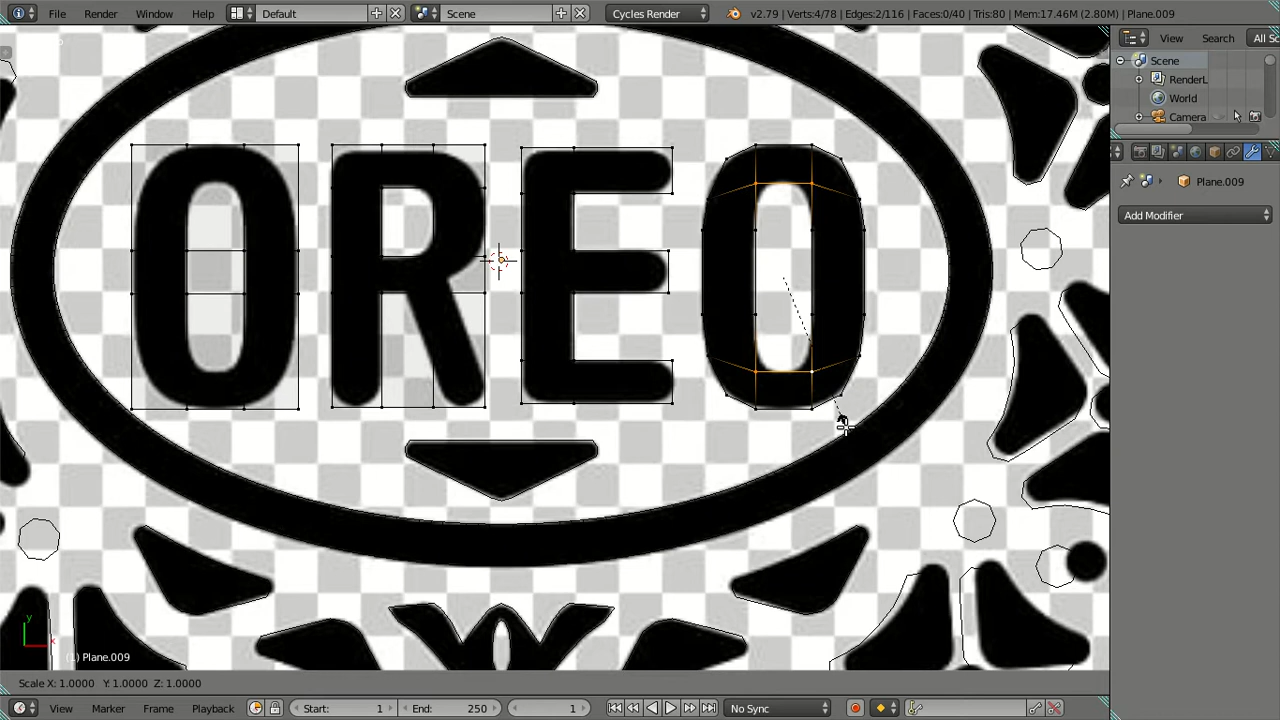 File Render Window Help Default Scene Cycles Render v2.79 | Verts:4/78 | Edges:2/116 | Faces:0/40 | Tris:80 | Mem:17.46M (2.80M) | Plane.009
View Search All Sc
Scene
RenderL
World
Camera
Plane.009
Add Modifier
OREO
y
x
(1) Plane.009
Scale X: 1.0000 Y: 1.0000 Z: 1.0000
View Marker Frame Playback Start: 1 End: 250 1 No Sync